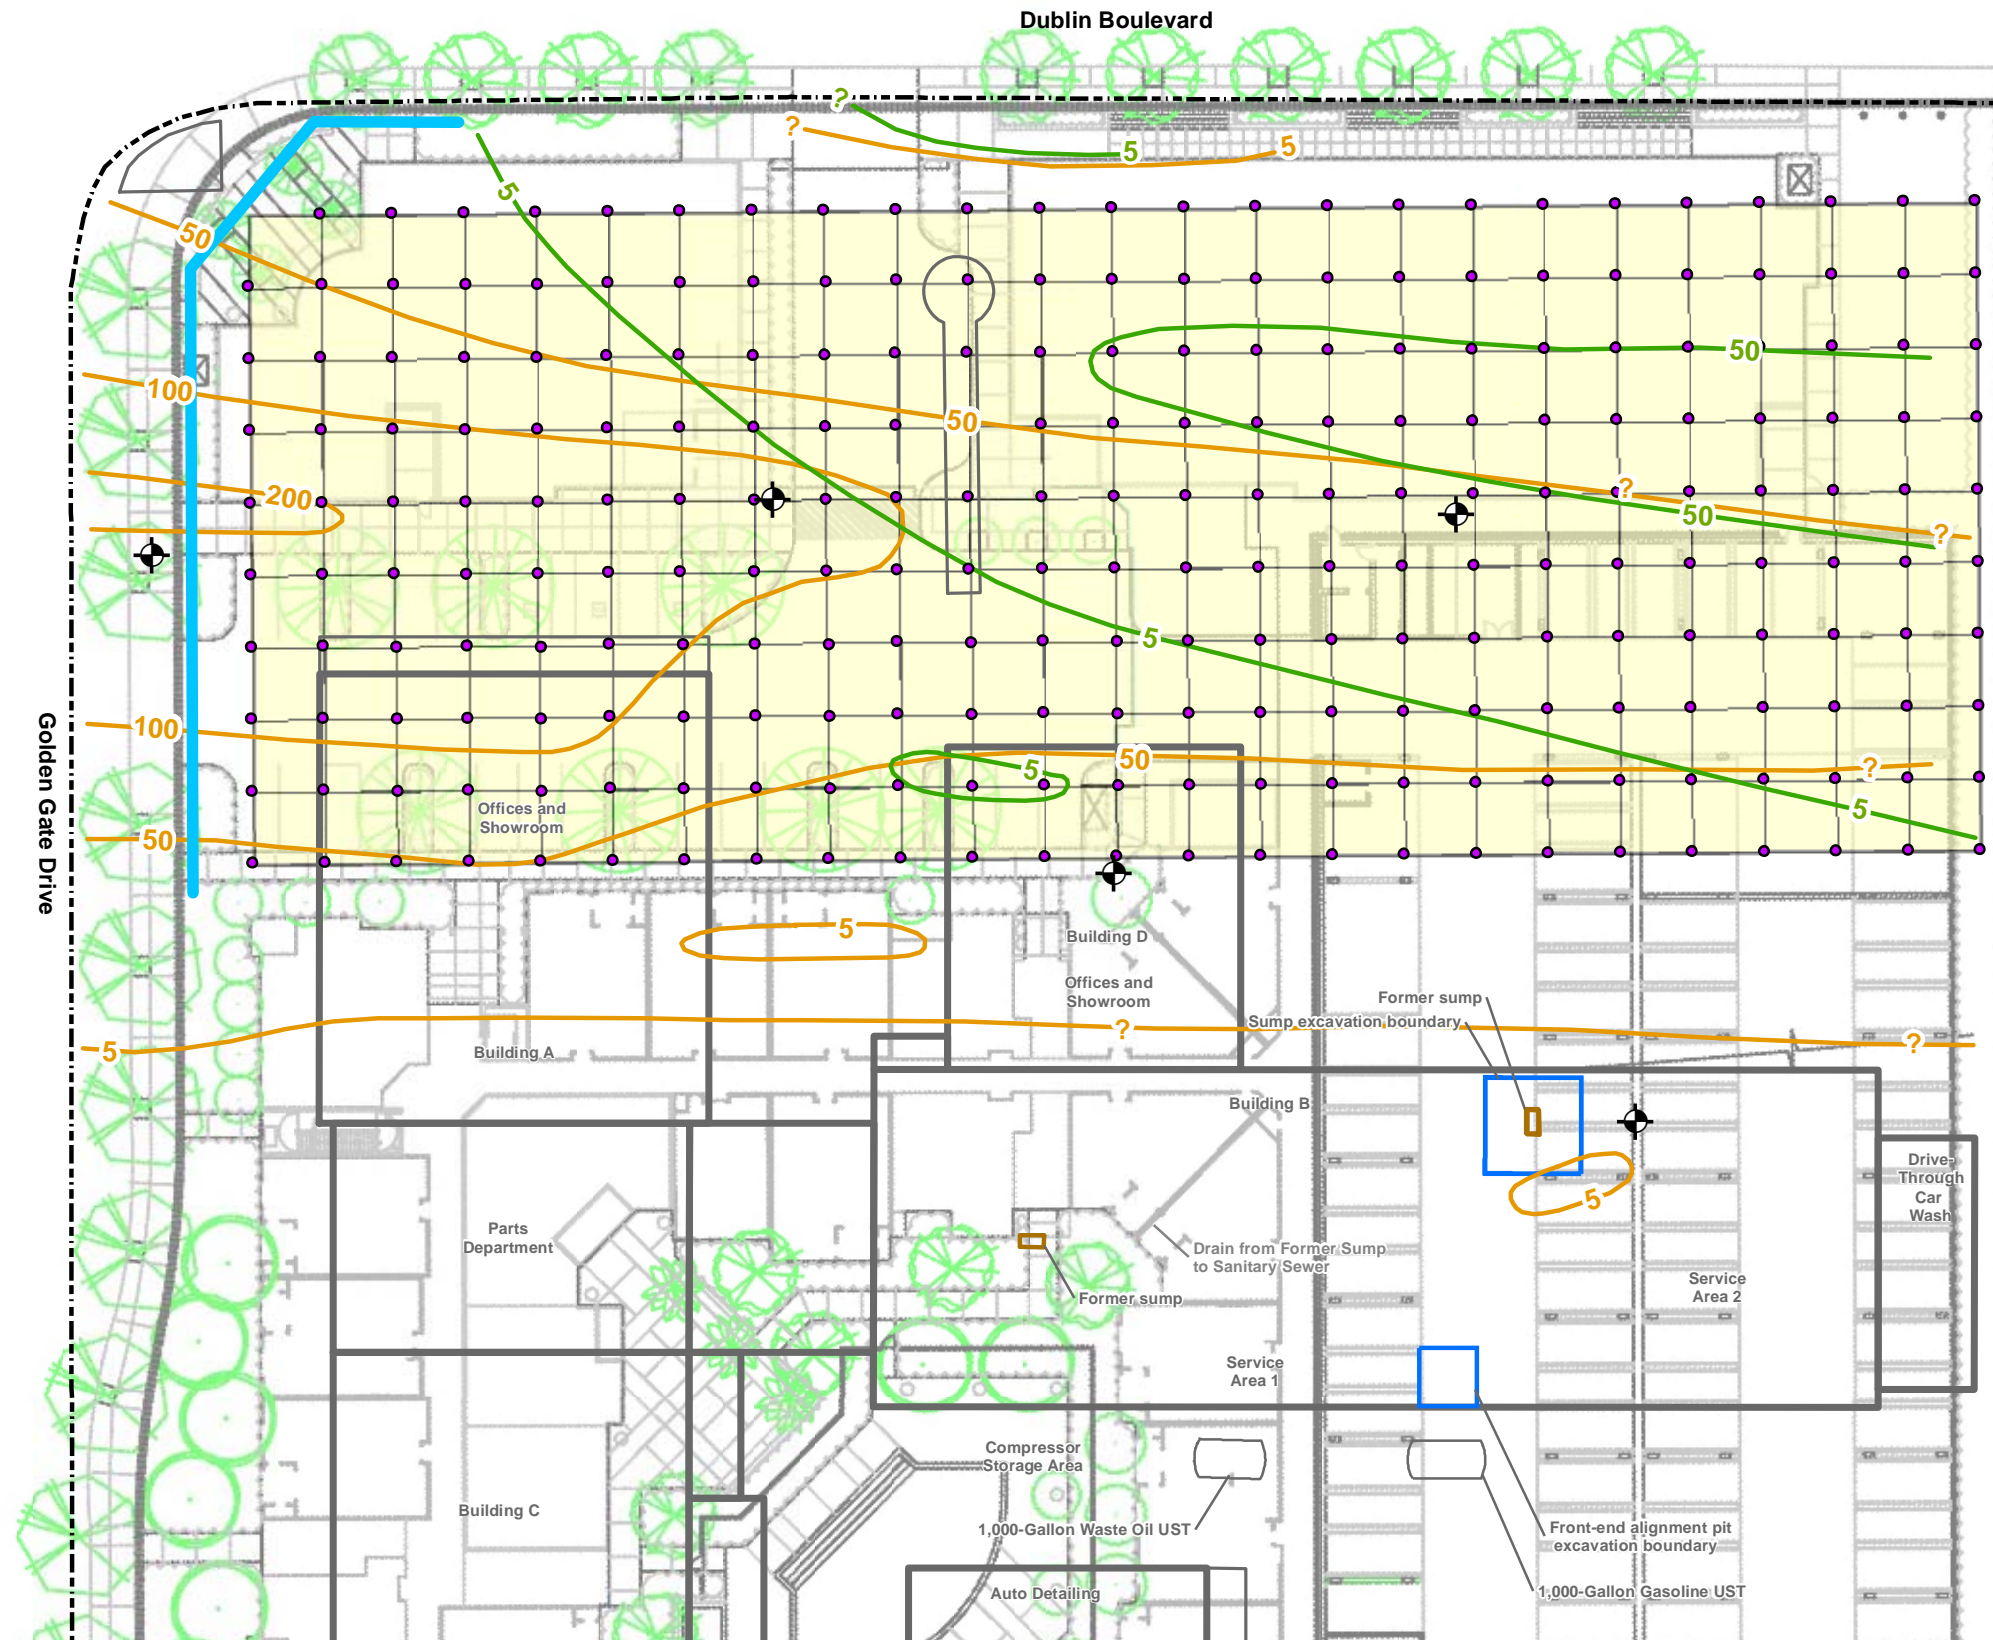 Dublin Boulevard
?
?
5
5
5
50
50
100
50
200
?
50
?
5
Golden Gate Drive
100
50
5
?
Offices and
Showroom
5
50
5
Building D
Offices and
Showroom
Former sump
Sump excavation boundary
?
?
5
Building A
Building B
Drive-
Through
Car
Wash
5
Parts
Department
Drain from Former Sump
to Sanitary Sewer
Former sump
Service
Area 2
Service
Area 1
Compressor
Storage Area
Building C
1,000-Gallon Waste Oil UST
Front-end alignment pit
excavation boundary
Auto Detailing
1,000-Gallon Gasoline UST